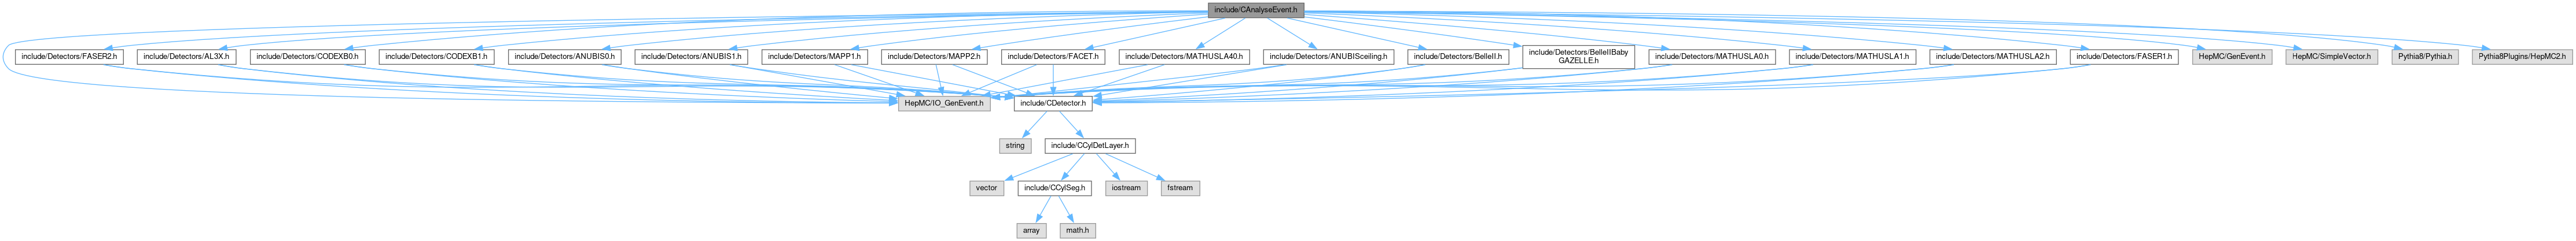 include/CAnalyseEvent.h
include/Detectors/FASER2.h
include/Detectors/AL3X.h
include/Detectors/CODEXB0.h
include/Detectors/CODEXB1.h
include/Detectors/ANUBIS0.h
include/Detectors/ANUBIS1.h
include/Detectors/MAPP1.h
include/Detectors/MAPP2.h
include/Detectors/FACET.h
include/Detectors/MATHUSLA40.h
include/Detectors/ANUBISceiling.h
include/Detectors/BelleII.h
include/Detectors/BelleIIBaby
GAZELLE.h
include/Detectors/MATHUSLA0.h
include/Detectors/MATHUSLA1.h
include/Detectors/MATHUSLA2.h
include/Detectors/FASER1.h
HepMC/GenEvent.h
HepMC/SimpleVector.h
Pythia8/Pythia.h
Pythia8Plugins/HepMC2.h
HepMC/IO_GenEvent.h
include/CDetector.h
string
include/CCylDetLayer.h
vector
include/CCylSeg.h
iostream
fstream
array
math.h